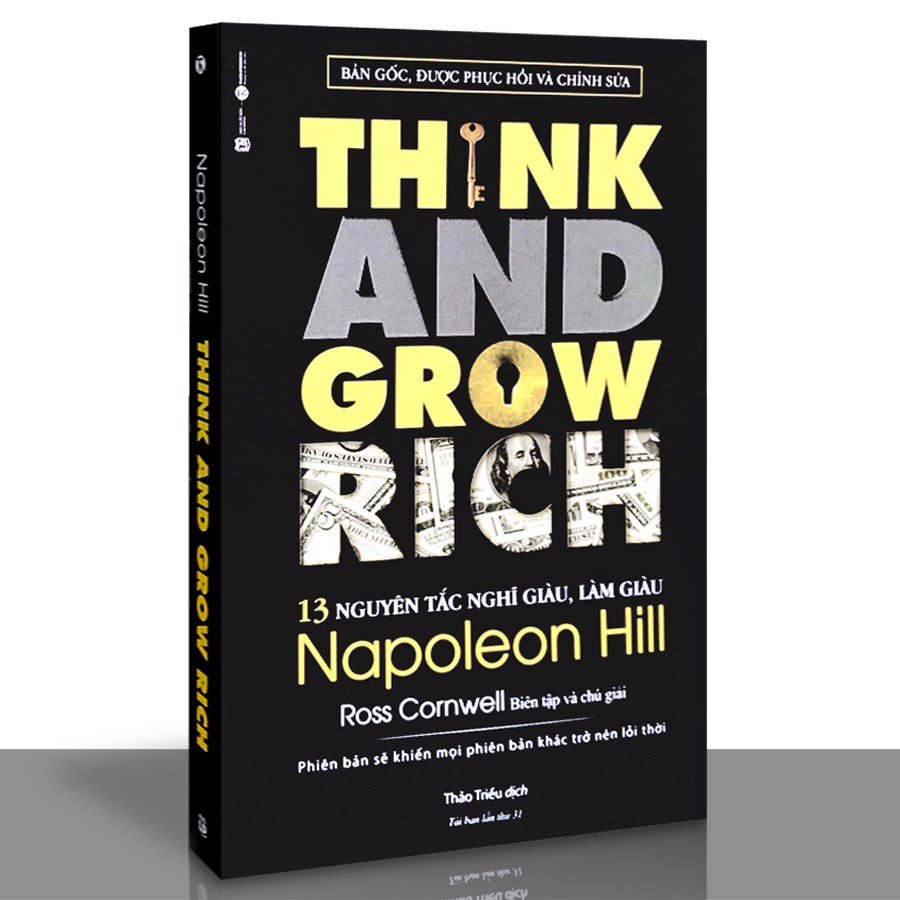 BẢN GỐC, ĐƯỢC PHỤC HỒI VÀ CHỈNH SỬA
THINK
AND
GROW
RICH
13 NGUYÊN TẮC NGHĨ GIÀU, LÀM GIÀU
Napoleon Hill
Ross Cornwell Biên tập và chú giải
Phiên bản sẽ khiến mọi phiên bản khác trở nên lỗi thời
Thảo Triều dịch
Tái bản lần thứ 31
Napoleon Hill THINK AND GROW RICH